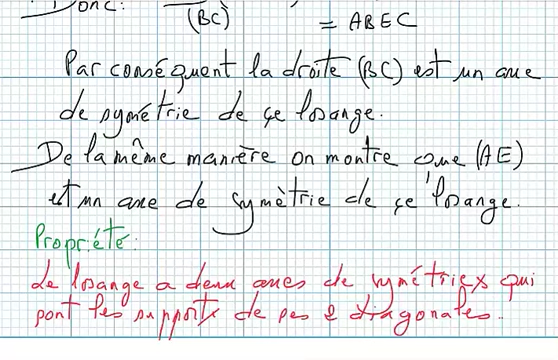 Donc: (BC) = ABEC
Par conséquent la droite (BC) est un axe
de symétrie de ce losange.
De la même manière on montre que (AE)
est un axe de symètrie de ce losange.
Propriété:
Le losange a deux axes de symétries qui
sont les supports de ses 2 diagonales.